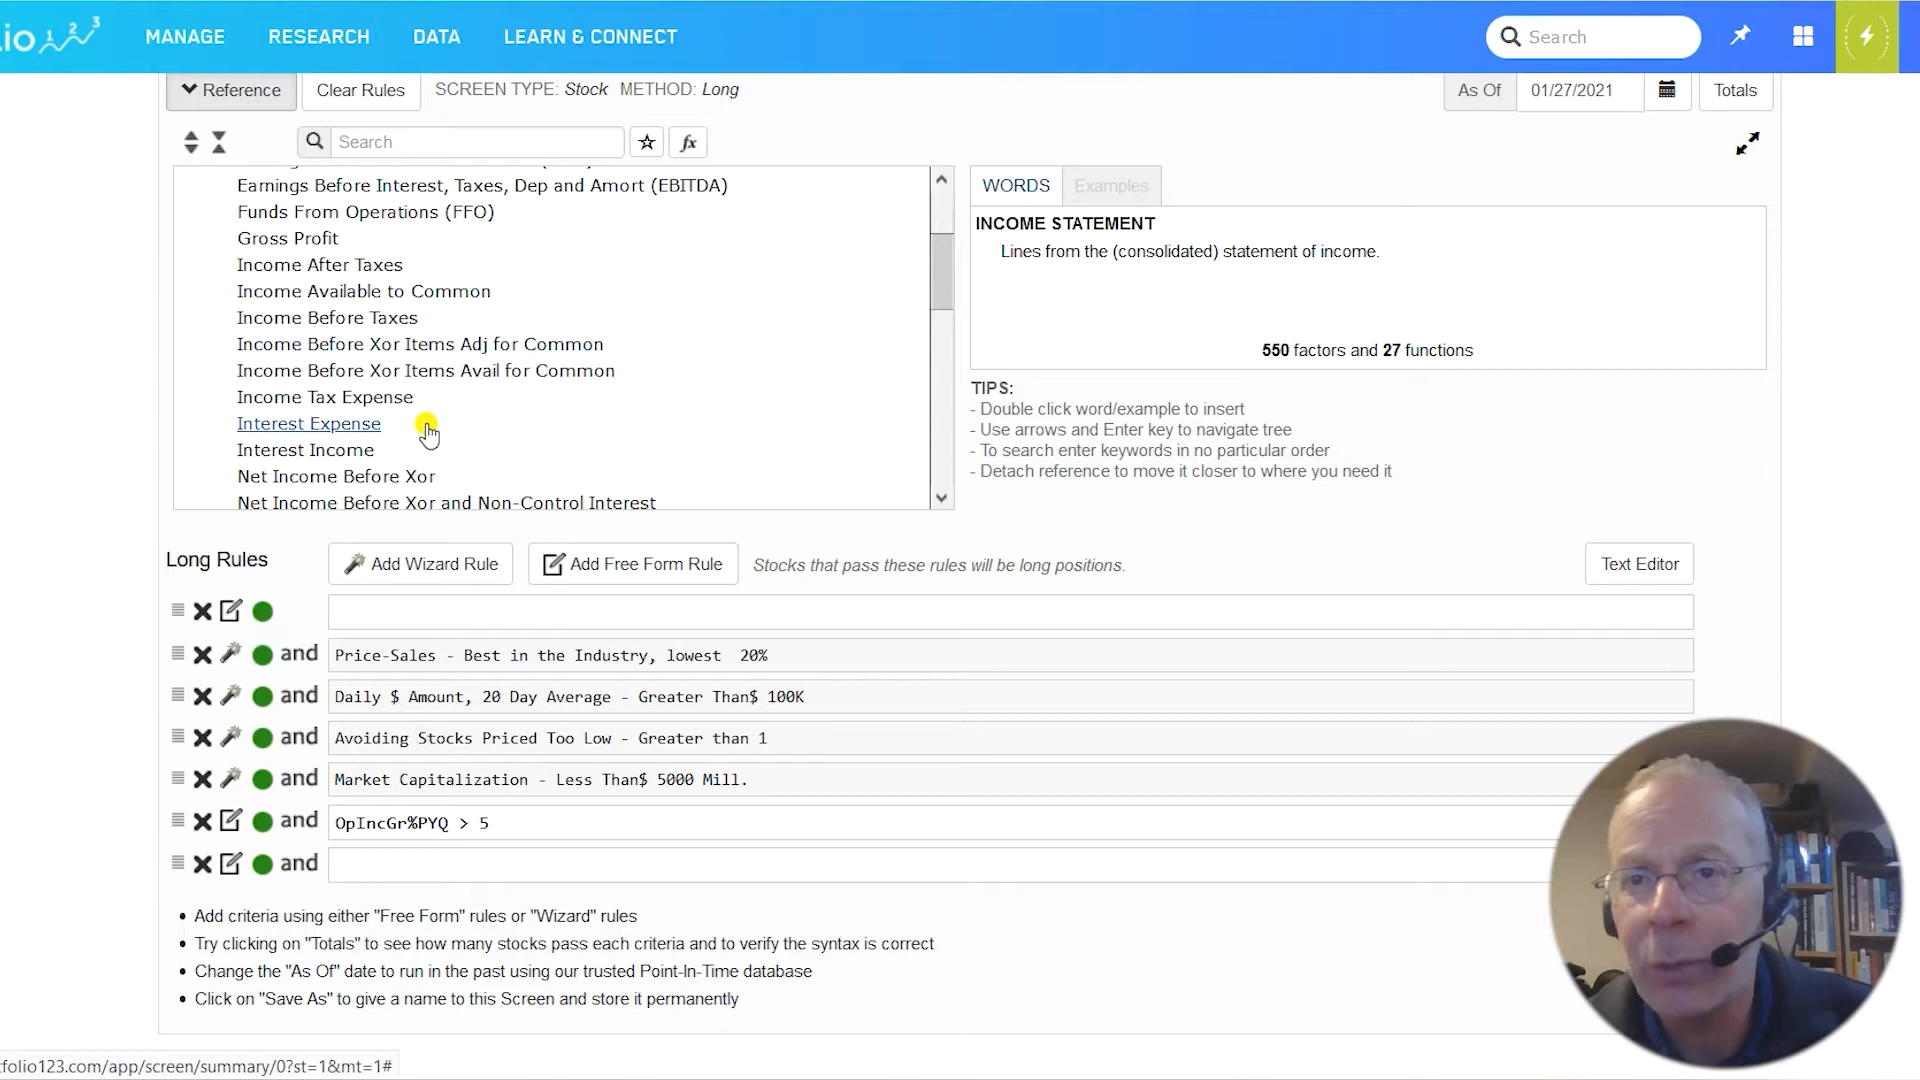 io 123
MANAGE RESEARCH DATA LEARN & CONNECT Search
Reference Clear Rules SCREEN TYPE: Stock METHOD: Long As Of 01/27/2021 Totals
Search fx
Earnings Before Interest, Taxes, Dep and Amort (EBITDA)
Funds From Operations (FFO)
Gross Profit
Income After Taxes
Income Available to Common
Income Before Taxes
Income Before Xor Items Adj for Common
Income Before Xor Items Avail for Common
Income Tax Expense
Interest Expense
Interest Income
Net Income Before Xor
Net Income Before Xor and Non-Control Interest
WORDS Examples
INCOME STATEMENT
Lines from the (consolidated) statement of income.
550 factors and 27 functions
TIPS:
- Double click word/example to insert
- Use arrows and Enter key to navigate tree
- To search enter keywords in no particular order
- Detach reference to move it closer to where you need it
Long Rules Add Wizard Rule Add Free Form Rule Stocks that pass these rules will be long positions. Text Editor
and Price-Sales - Best in the Industry, lowest 20%
and Daily $ Amount, 20 Day Average - Greater Than$ 100K
and Avoiding Stocks Priced Too Low - Greater than 1
and Market Capitalization - Less Than$ 5000 Mill.
and OpIncGr%PYQ > 5
and
• Add criteria using either "Free Form" rules or "Wizard" rules
• Try clicking on "Totals" to see how many stocks pass each criteria and to verify the syntax is correct
• Change the "As Of" date to run in the past using our trusted Point-In-Time database
• Click on "Save As" to give a name to this Screen and store it permanently
tfolio123.com/app/screen/summary/0?st=1&mt=1#